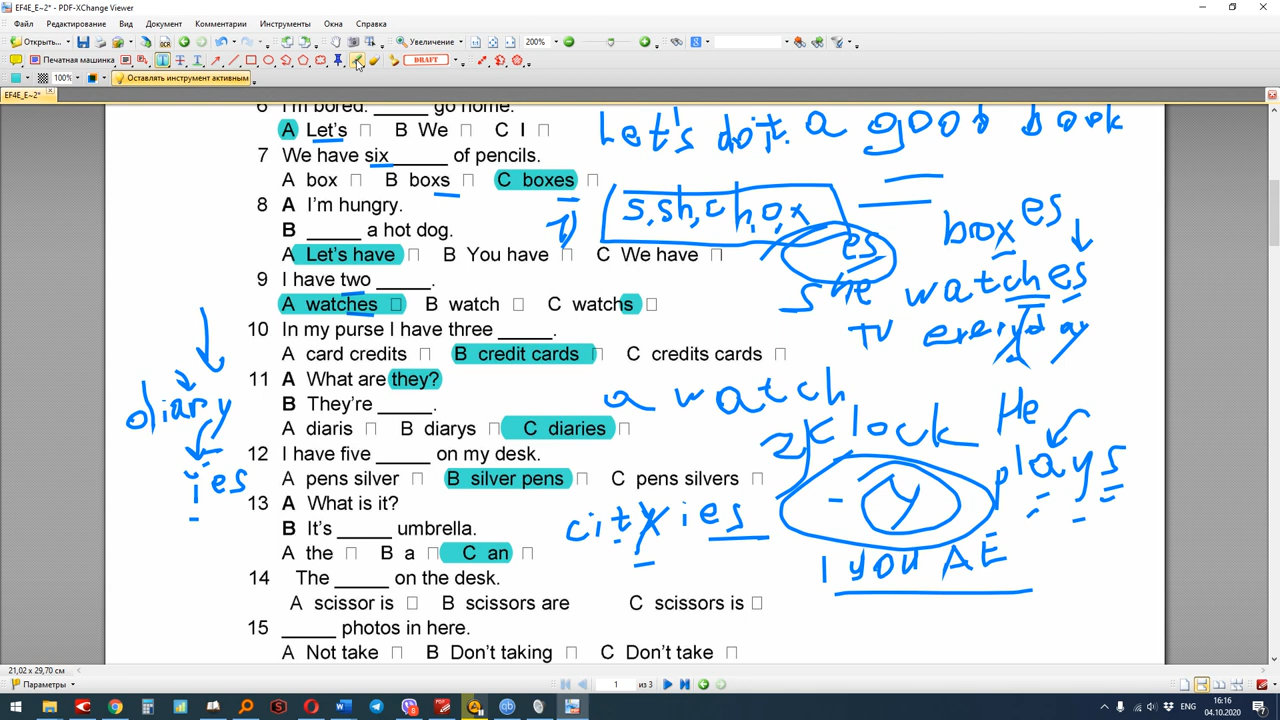 EF4E_E~2* - PDF-XChange Viewer
Файл Редактирование Вид Документ Комментарии Инструменты Окна Справка
Открыть... OCR Увеличение 200%
Печатная машинка DRAFT
100% Оставлять инструмент активным
EF4E_E~2*
6 I'm bored. _____ go home.
A Let's B We C I
Let's do it. a good book
7 We have six _____ of pencils.
A box B boxs C boxes
8 A I'm hungry.
s, sh, ch, o, x
boxes
B _____ a hot dog.
A Let's have B You have C We have
es
9 I have two _____.
A watches B watch C watchs
she watches
TV everyday
10 In my purse I have three _____.
A card credits B credit cards C credits cards
11 A What are they?
B They're _____.
A diaris B diarys C diaries
a watch
diary
ies
clock
He plays
12 I have five _____ on my desk.
A pens silver B silver pens C pens silvers
- y
13 A What is it?
B It's _____ umbrella.
A the B a C an
city ies
I you A E
14 The _____ on the desk.
A scissor is B scissors are C scissors is
15 _____ photos in here.
A Not take B Don't taking C Don't take
21,02 x 29,70 см
Параметры 1 из 3
ENG 16:16
04.10.2020 7